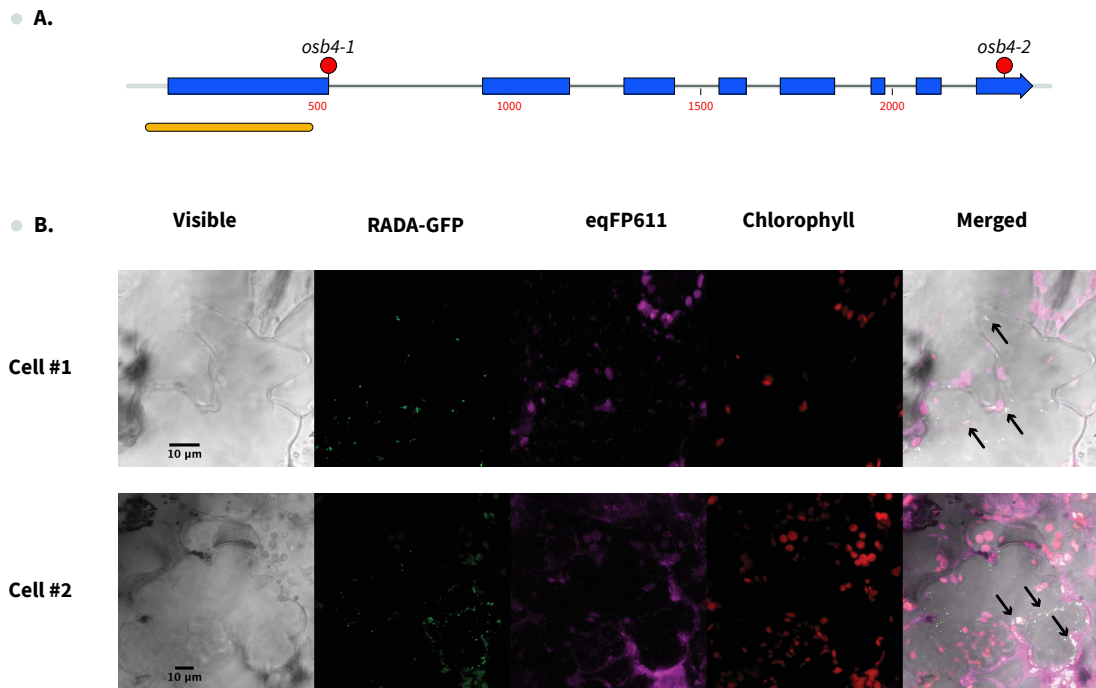 A.
osb4-1 osb4-2
500 1000 1500 2000
B.
Visible RADA-GFP eqFP611 Chlorophyll Merged
Cell #1
10 µm
Cell #2
10 µm